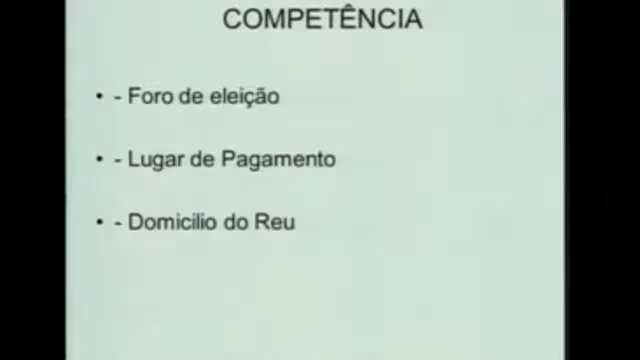 COMPETÊNCIA
• - Foro de eleição
• - Lugar de Pagamento
• - Domicilio do Reu